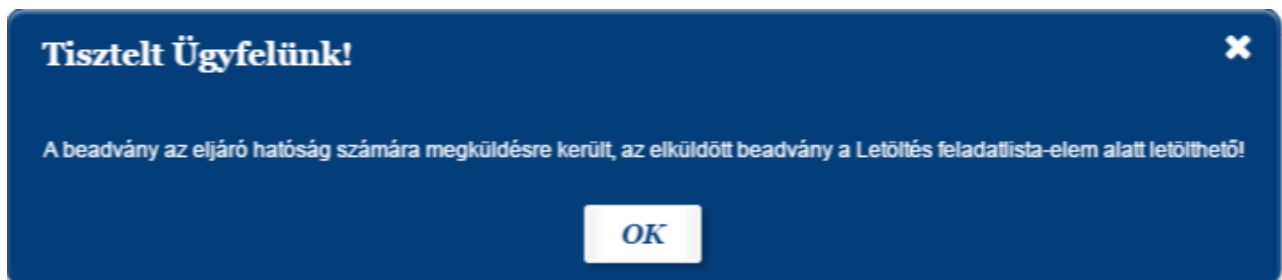 Tisztelt Ügyfelünk!
A beadvány az eljáró hatóság számára megküldésre került, az elküldött beadvány a Letöltés feladatlista-elem alatt letölthető!
OK